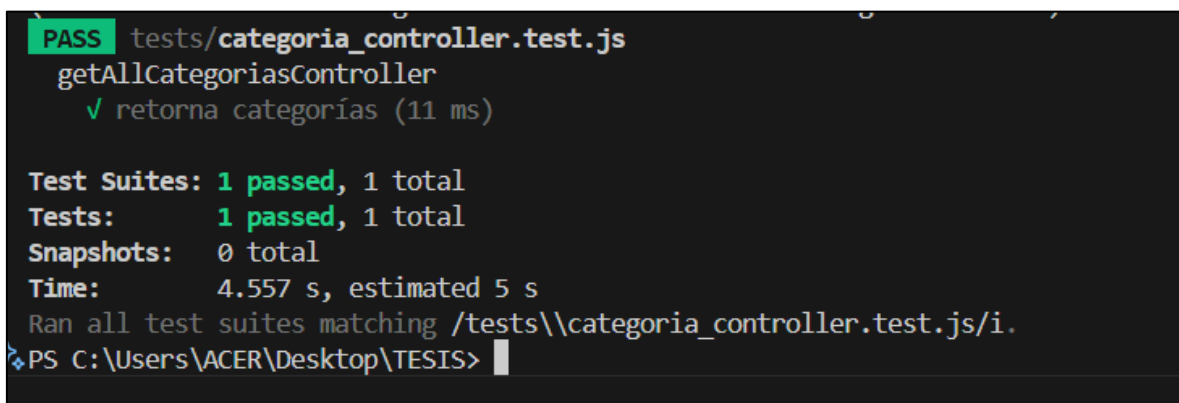 PASS tests/categoria_controller.test.js
getAllCategoriasController
√ retorna categorías (11 ms)
Test Suites: 1 passed, 1 total
Tests: 1 passed, 1 total
Snapshots: 0 total
Time: 4.557 s, estimated 5 s
Ran all test suites matching /tests\\categoria_controller.test.js/i.
PS C:\Users\ACER\Desktop\TESIS>